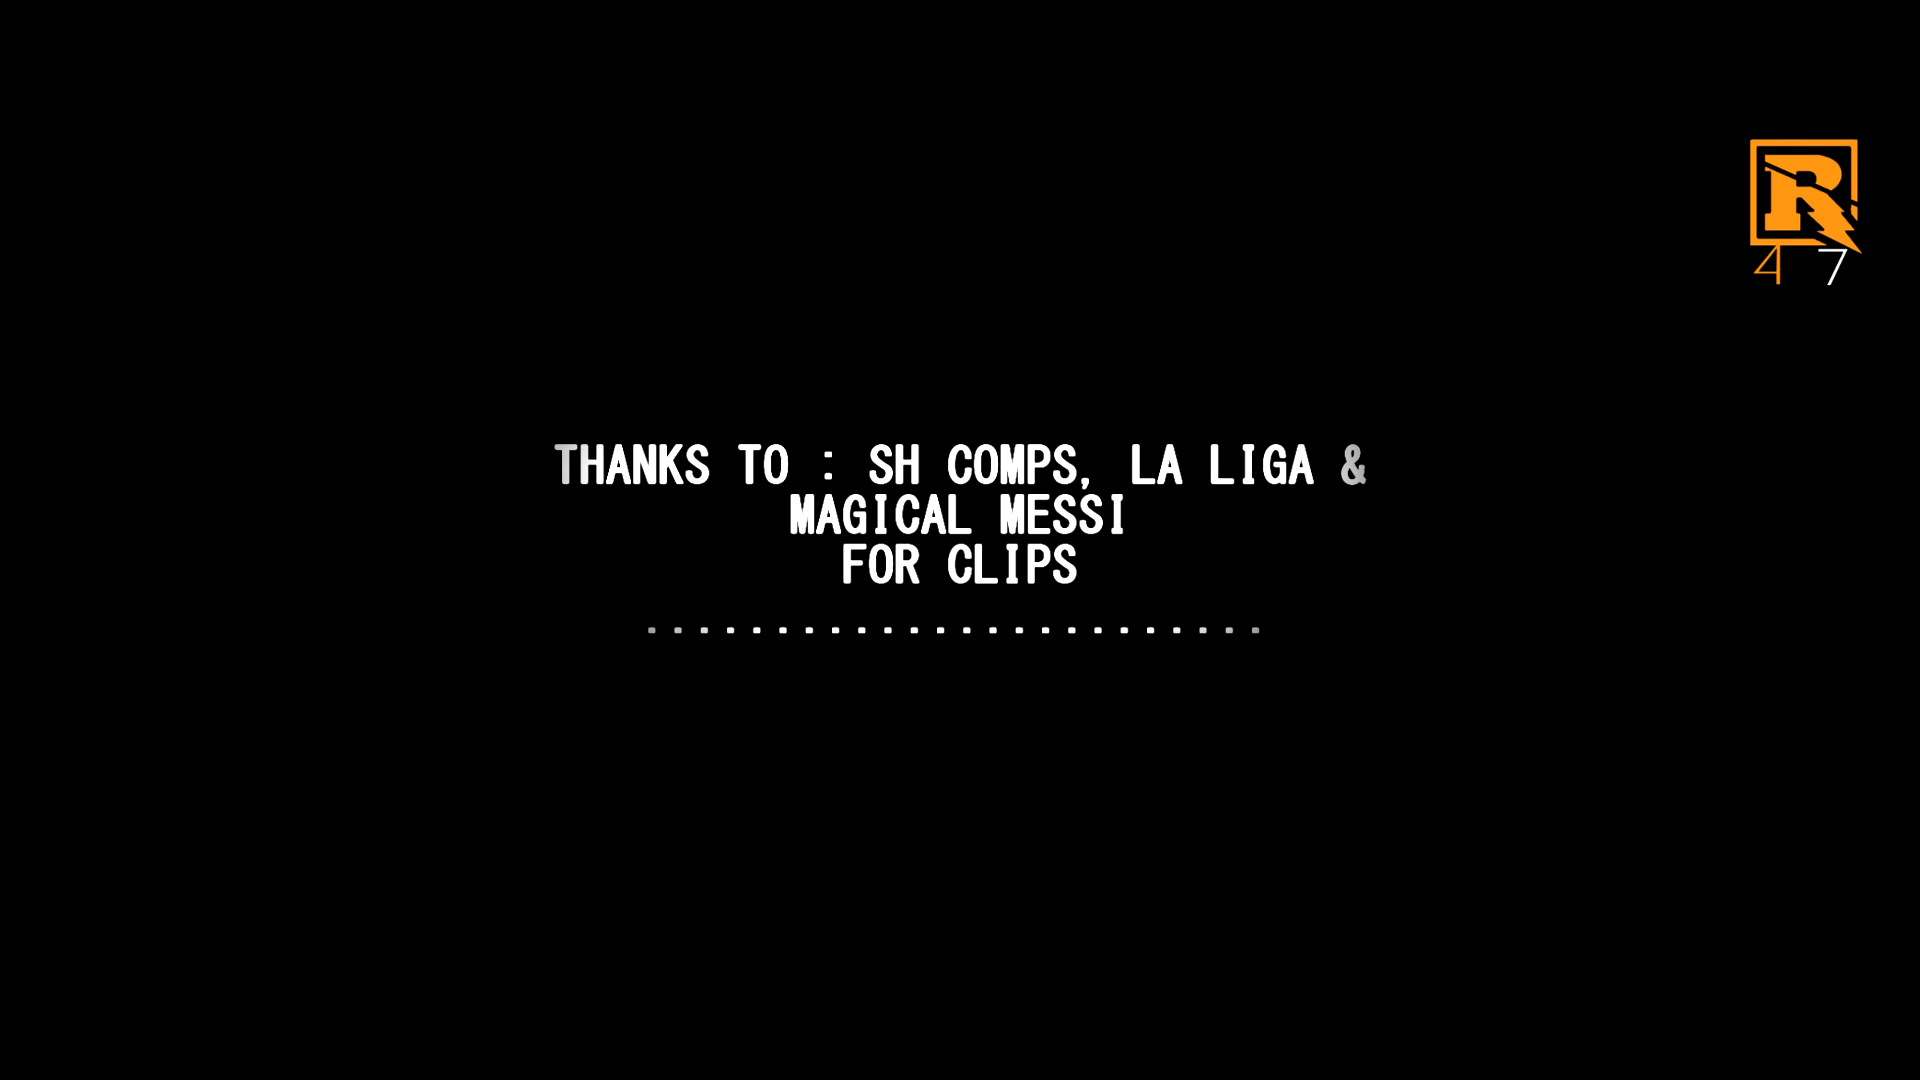 R
4 7
THANKS TO : SH COMPS, LA LIGA &
MAGICAL MESSI
FOR CLIPS
........................